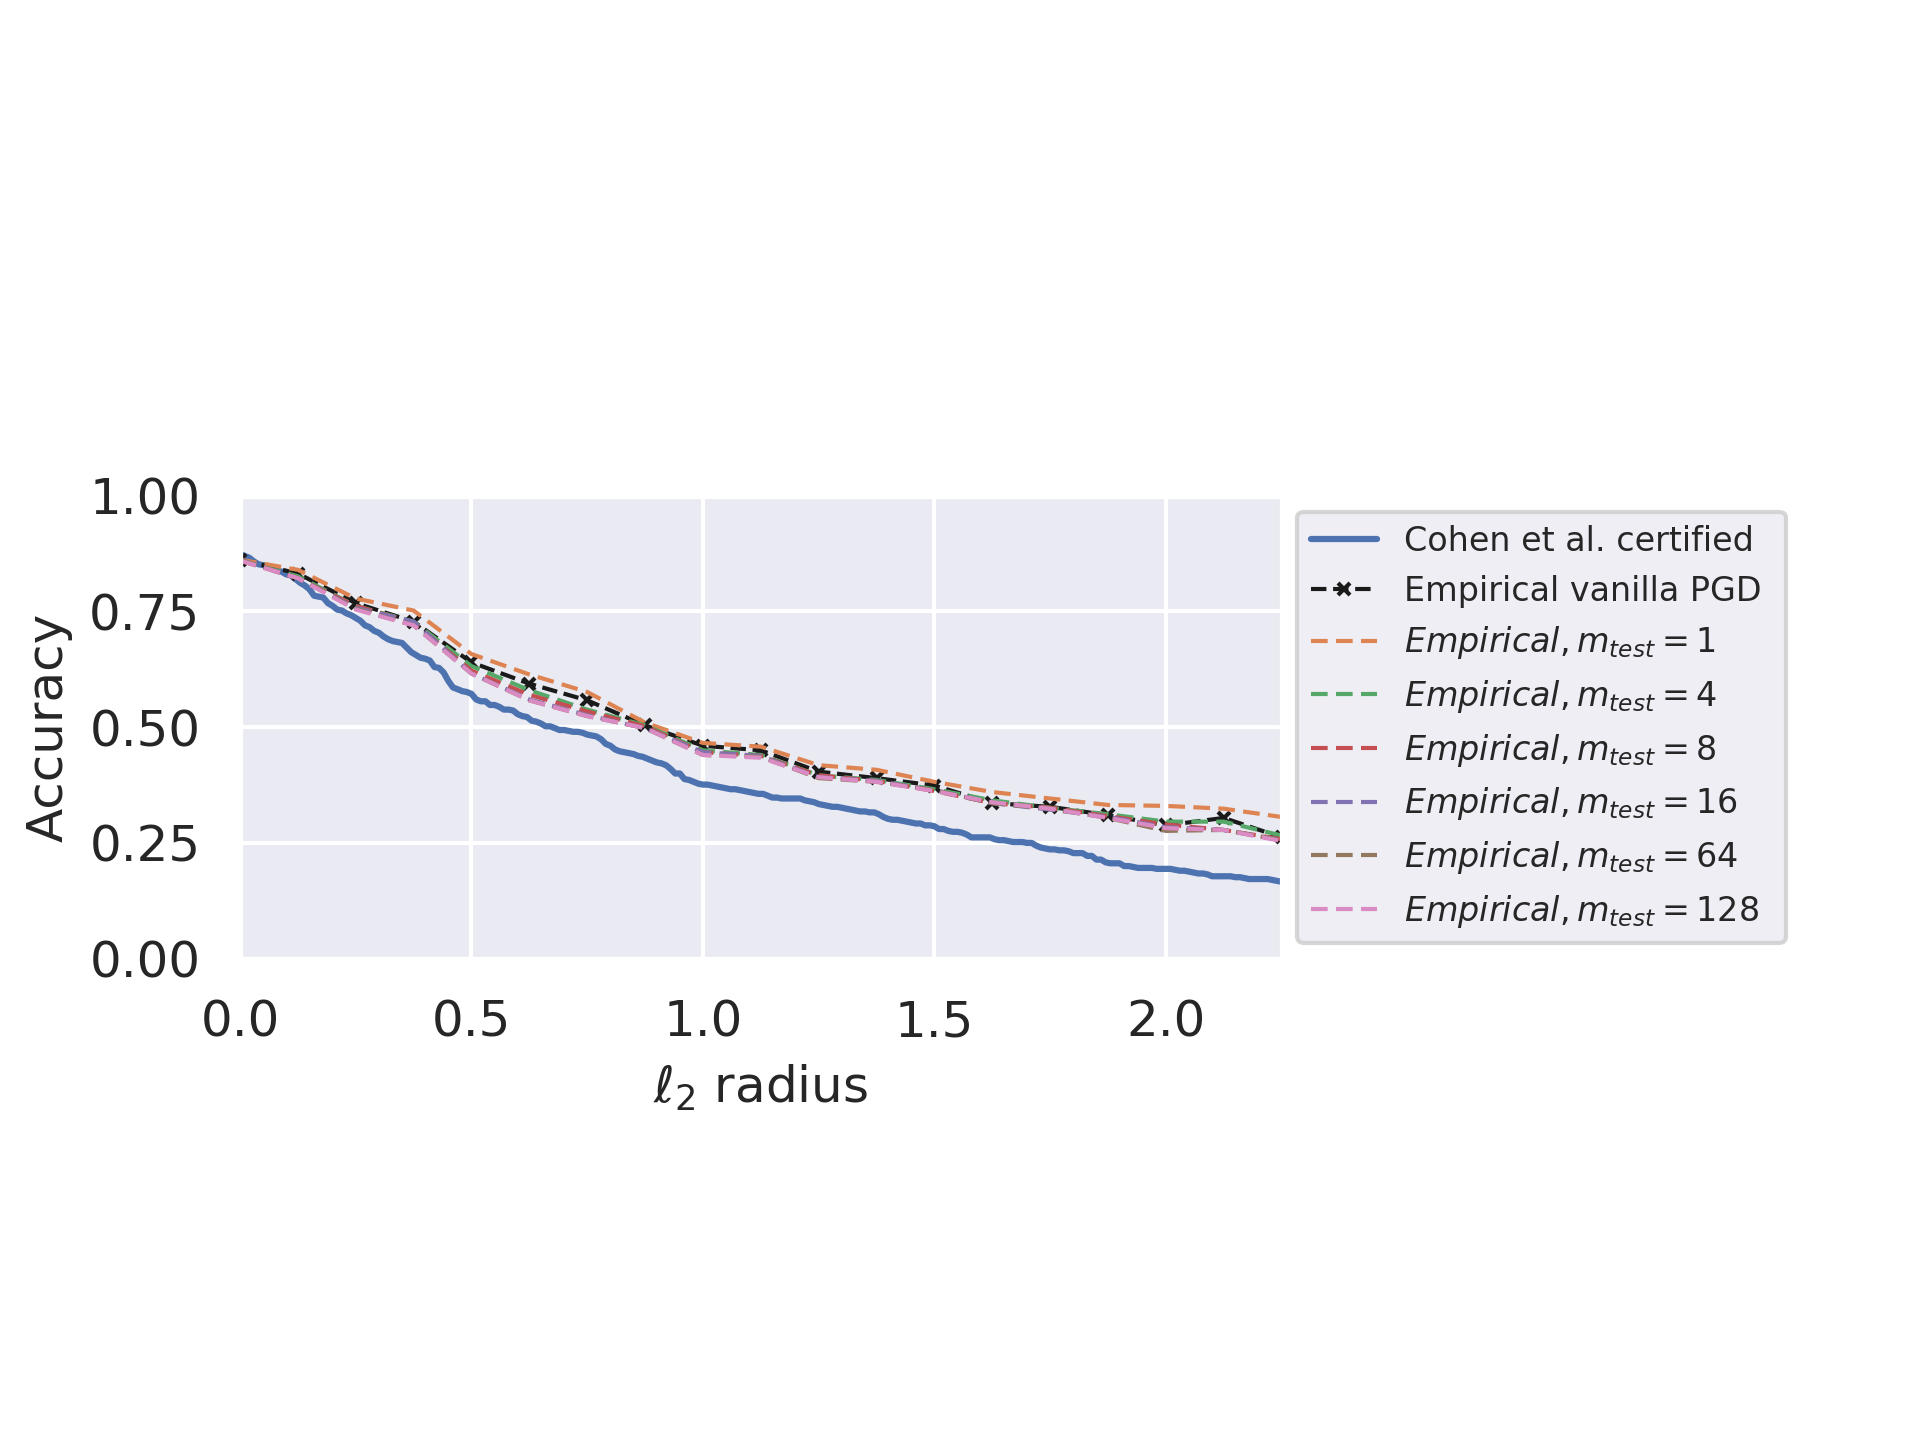 1.00
0.75
0.50
0.25
0.00
Accuracy
0.0 0.5 1.0 1.5 2.0
ℓ₂ radius
Cohen et al. certified
Empirical vanilla PGD
Empirical, m_test = 1
Empirical, m_test = 4
Empirical, m_test = 8
Empirical, m_test = 16
Empirical, m_test = 64
Empirical, m_test = 128